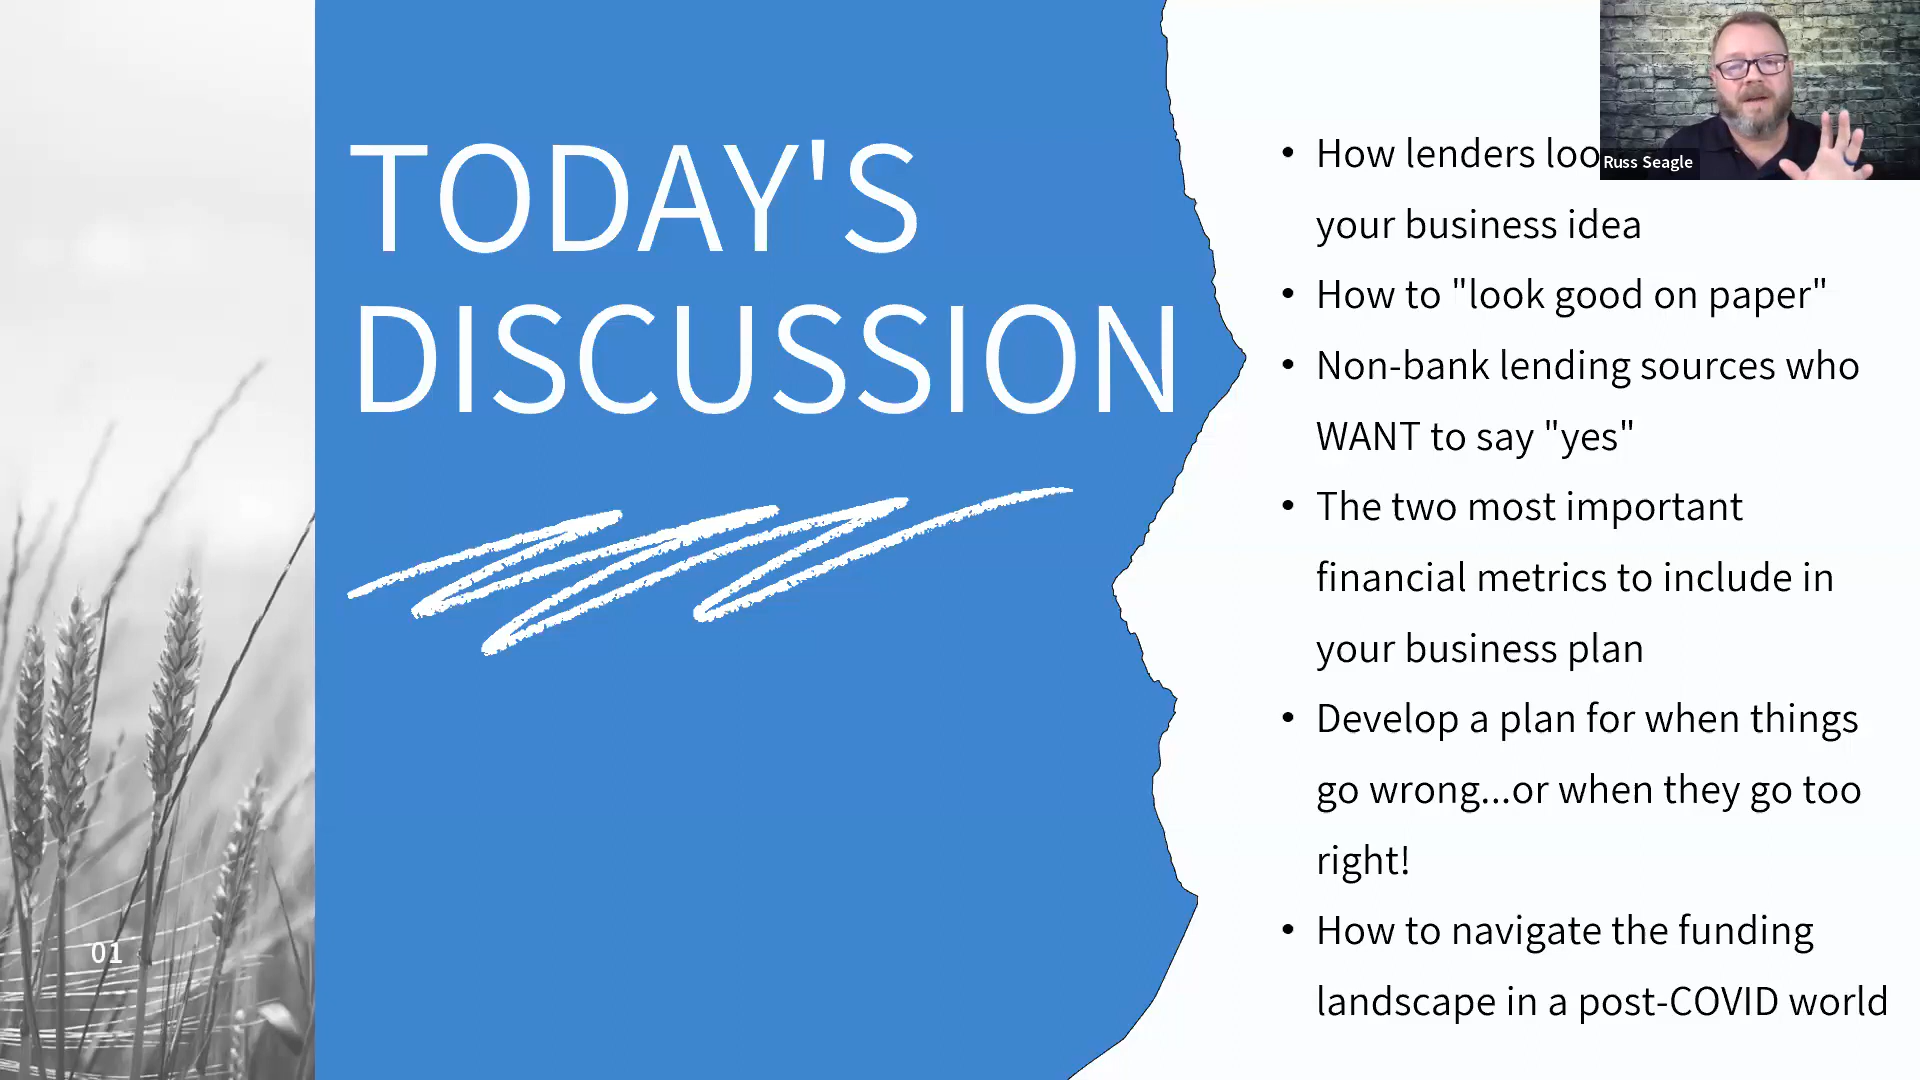 TODAY'S
DISCUSSION
Russ Seagle
• How lenders
your business idea
• How to "look good on paper"
• Non-bank lending sources who
WANT to say "yes"
• The two most important
financial metrics to include in
your business plan
• Develop a plan for when things
go wrong...or when they go too
right!
• How to navigate the funding
landscape in a post-COVID world
01